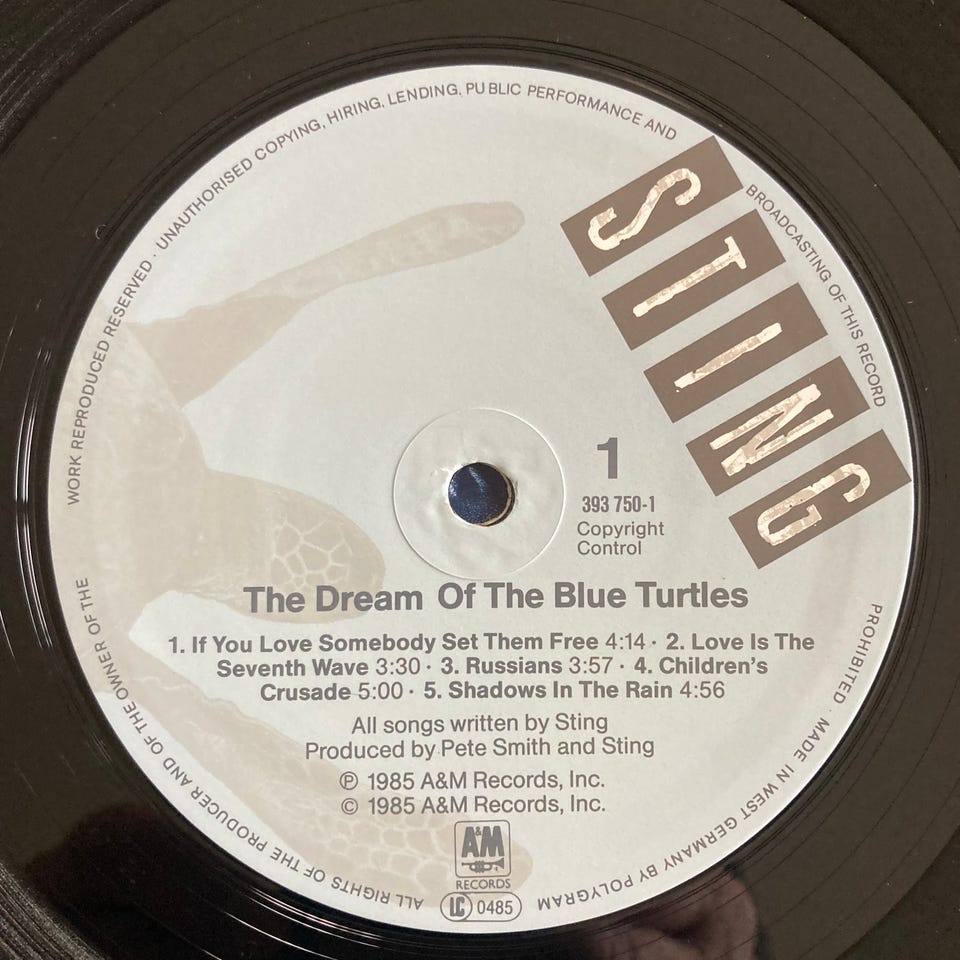 WORK REPRODUCED RESERVED · UNAUTHORISED COPYING, HIRING, LENDING, PUBLIC PERFORMANCE AND
BROADCASTING OF THIS RECORD
PROHIBITED · MADE IN WEST GERMANY BY POLYGRAM
ALL RIGHTS OF THE PRODUCER AND OF THE OWNER OF THE
STING
1
393 750-1
Copyright
Control
The Dream Of The Blue Turtles
1. If You Love Somebody Set Them Free 4:14 · 2. Love Is The
Seventh Wave 3:30 · 3. Russians 3:57 · 4. Children's
Crusade 5:00 · 5. Shadows In The Rain 4:56
All songs written by Sting
Produced by Pete Smith and Sting
℗ 1985 A&M Records, Inc.
© 1985 A&M Records, Inc.
A&M
RECORDS
LC 0485